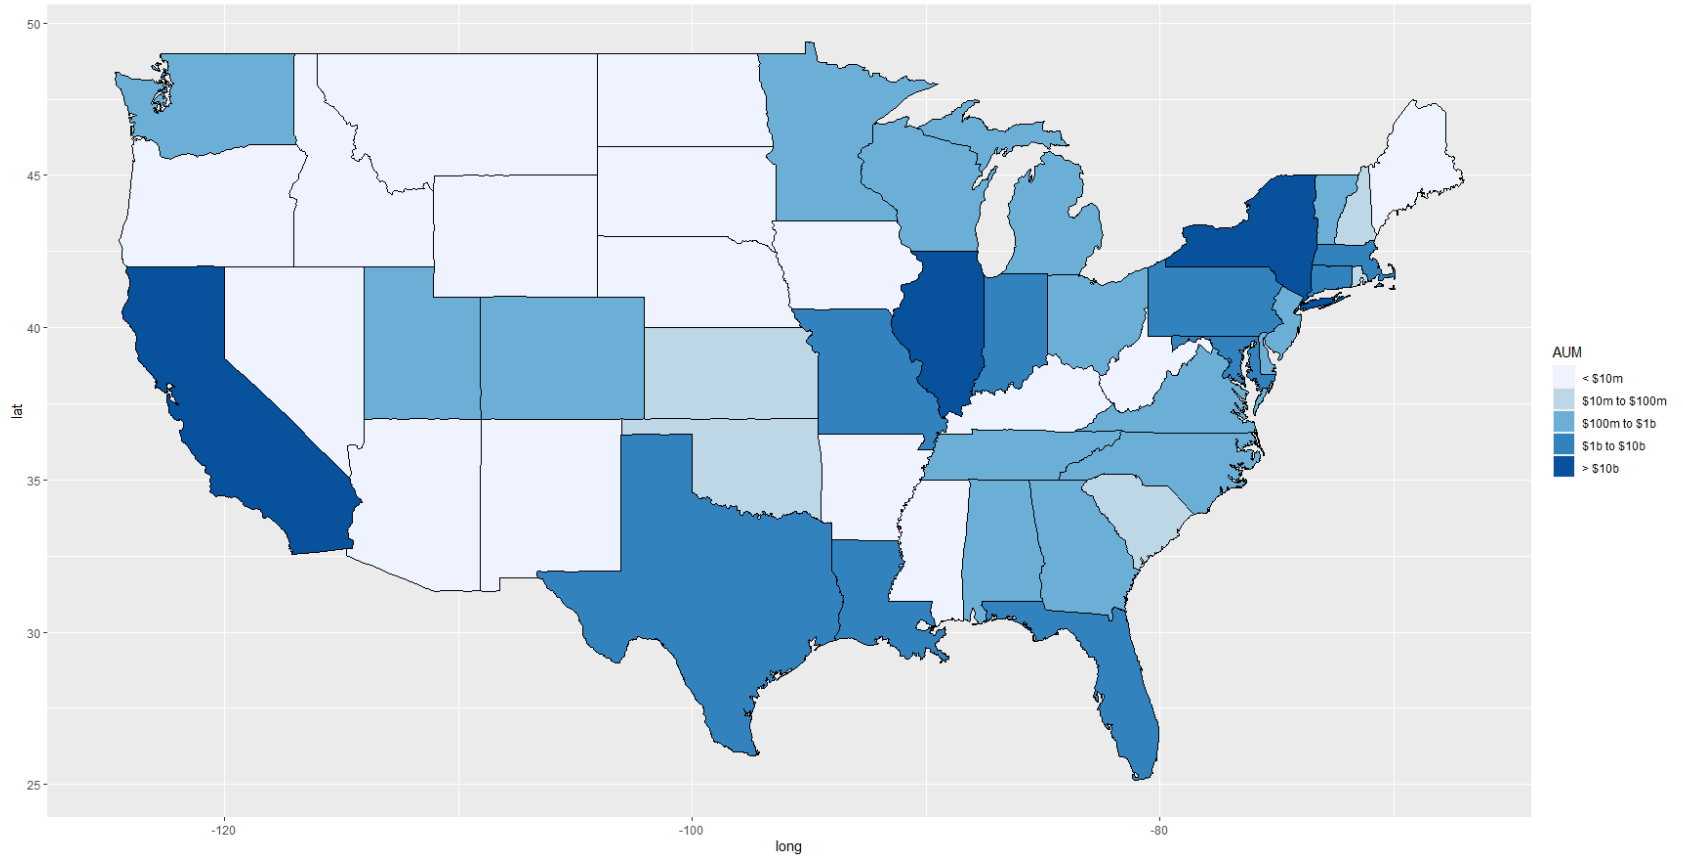 50
45
40
35
30
25
lat
-120
-100
-80
long
AUM
< $10m
$10m to $100m
$100m to $1b
$1b to $10b
> $10b